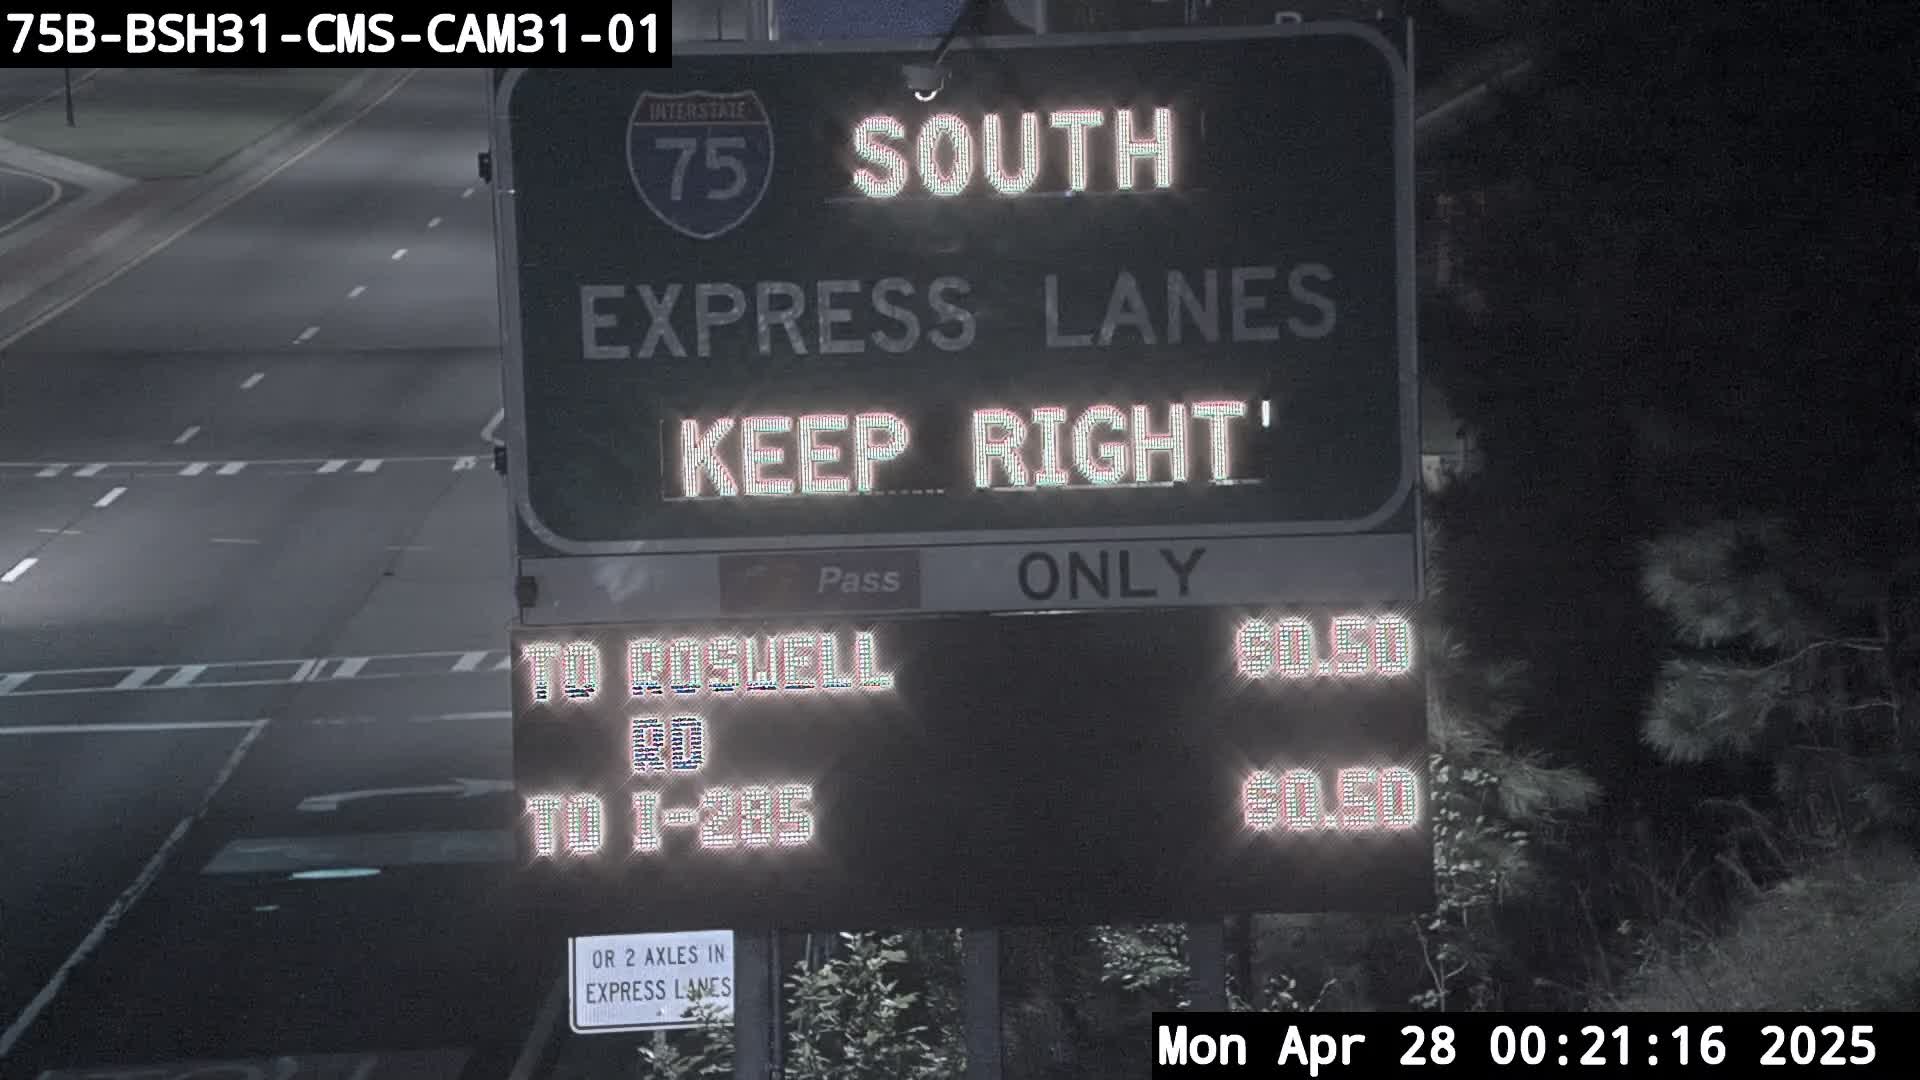 75B-BSH31-CMS-CAM31-01
INTERSTATE
75
SOUTH
EXPRESS LANES
KEEP RIGHT'
Pass
ONLY
TO ROSWELL $0.50
RD
TO I-285 $0.50
OR 2 AXLES IN
EXPRESS LANES
Mon Apr 28 00:21:16 2025